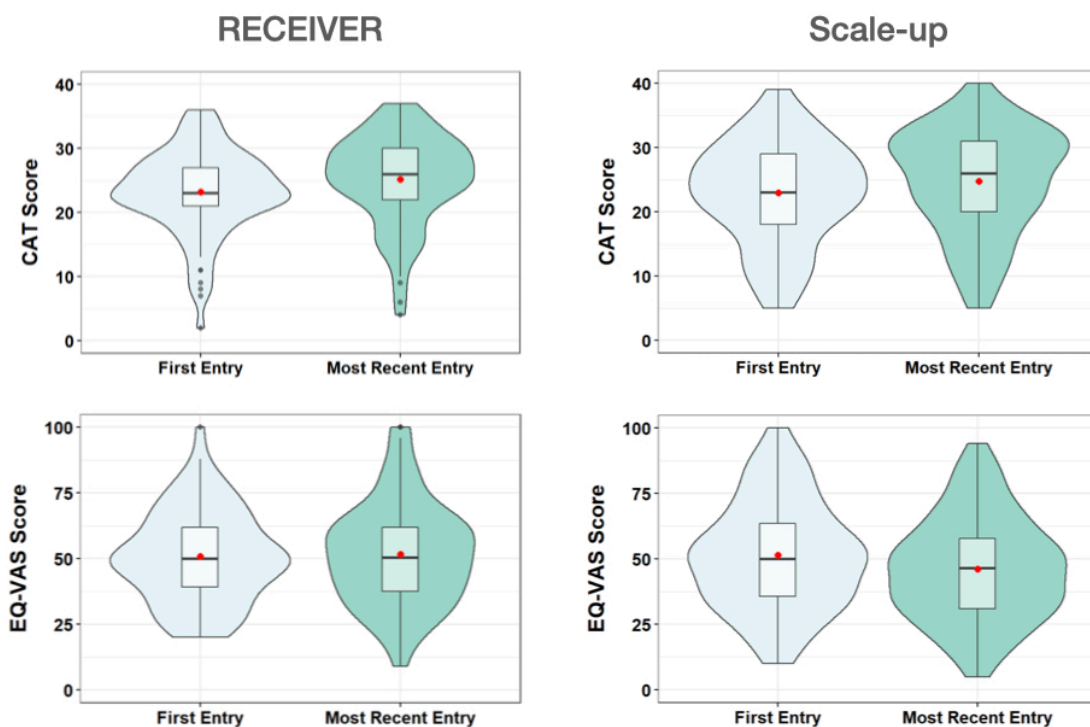 RECEIVER
Scale-up
CAT Score
40
30
20
10
0
First Entry
Most Recent Entry
CAT Score
40
30
20
10
0
First Entry
Most Recent Entry
EQ-VAS Score
100
75
50
25
0
First Entry
Most Recent Entry
EQ-VAS Score
100
75
50
25
0
First Entry
Most Recent Entry